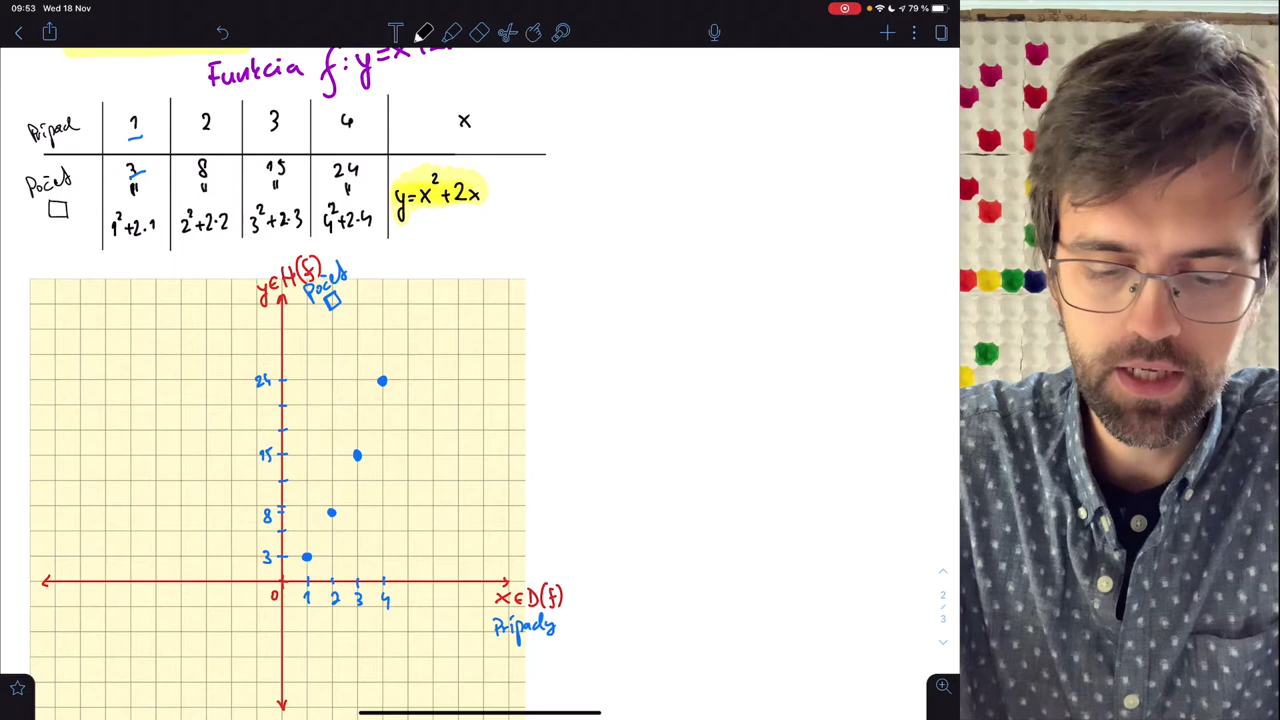 09:53 Wed 18 Nov
79 %
Funkcia f: y=x
Prípad 1 2 3 4 x
Počet □ 3 8 15 24 y=x²+2x
" " " "
1²+2.1 2²+2.2 3²+2.3 4²+2.4
y∈H(f)
Počet
□
24
15
8
3
0 1 2 3 4
x∈D(f)
Prípady
2
/
3